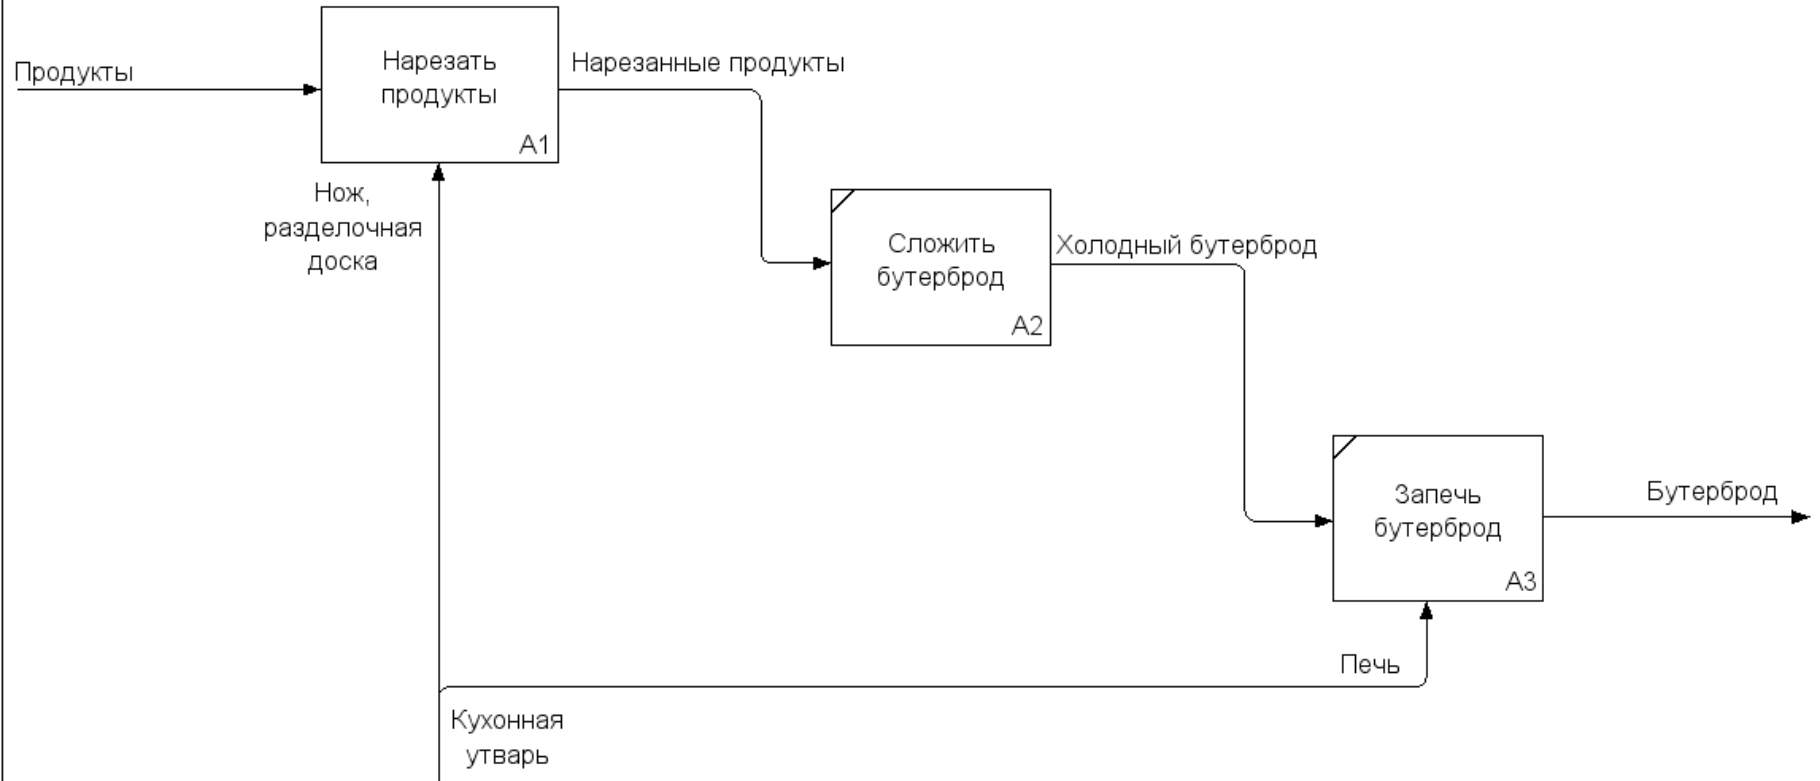 Продукты
Нарезать
продукты
A1
Нарезанные продукты
Нож,
разделочная
доска
Сложить
бутерброд
A2
Холодный бутерброд
Запечь
бутерброд
A3
Бутерброд
Печь
Кухонная
утварь